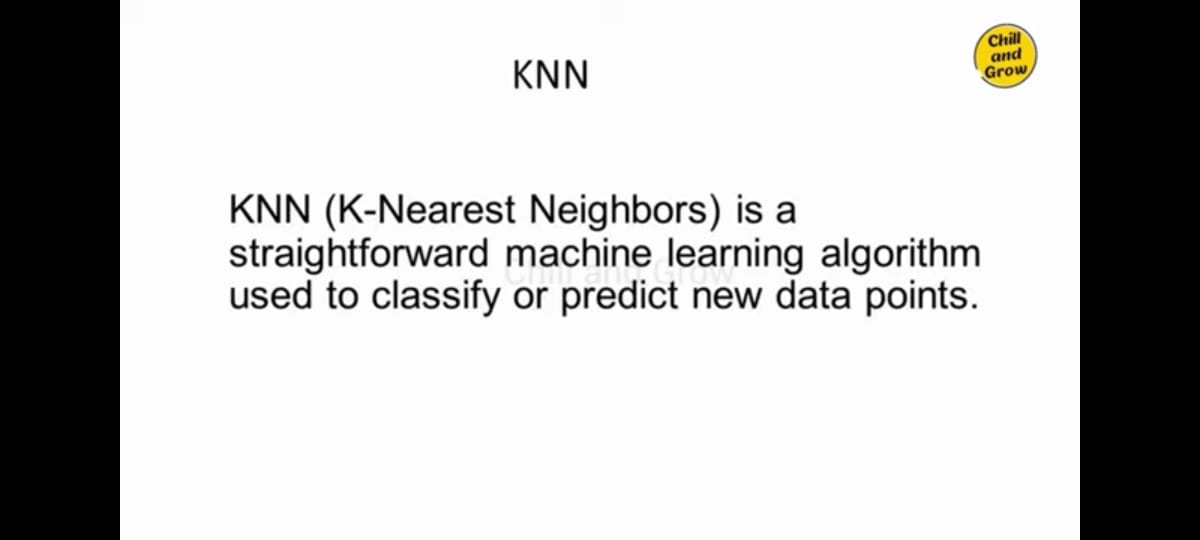 KNN
Chill
and
Grow
KNN (K-Nearest Neighbors) is a
straightforward machine learning algorithm
Chill and Grow
used to classify or predict new data points.